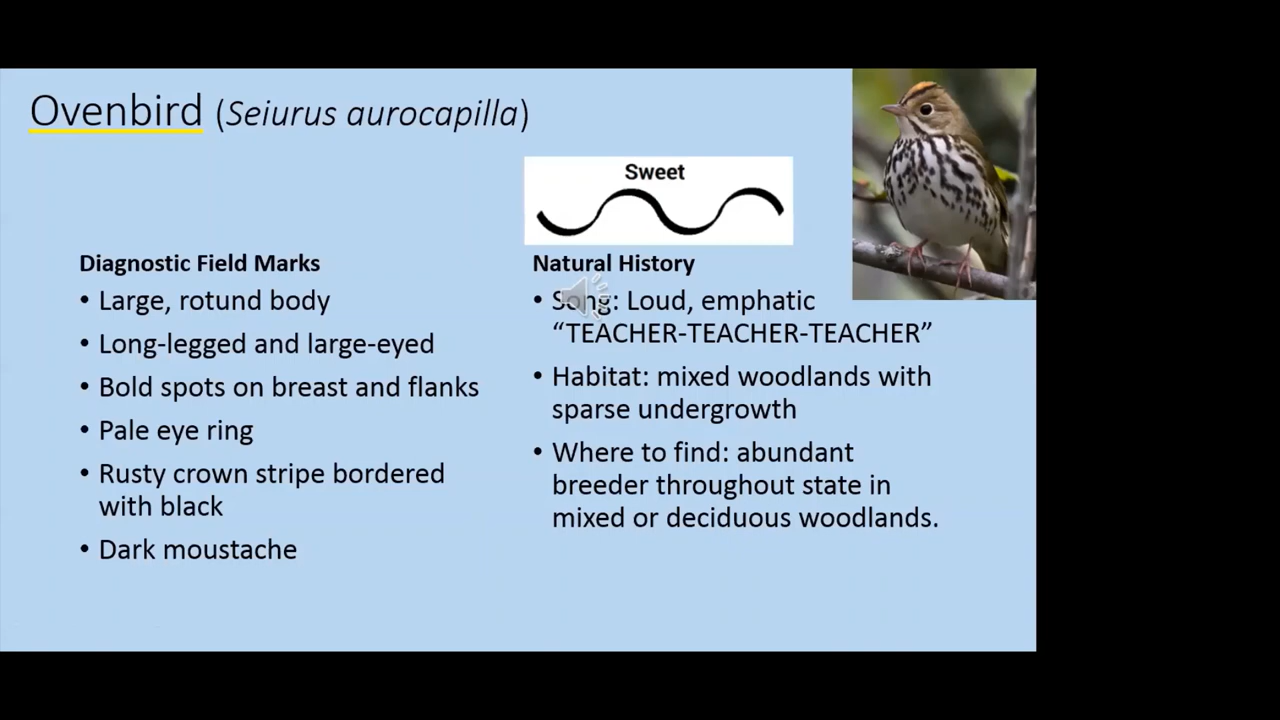 Ovenbird (Seiurus aurocapilla)
Sweet
Diagnostic Field Marks
• Large, rotund body
• Long-legged and large-eyed
• Bold spots on breast and flanks
• Pale eye ring
• Rusty crown stripe bordered
with black
• Dark moustache
Natural History
• Song: Loud, emphatic
“TEACHER-TEACHER-TEACHER”
• Habitat: mixed woodlands with
sparse undergrowth
• Where to find: abundant
breeder throughout state in
mixed or deciduous woodlands.